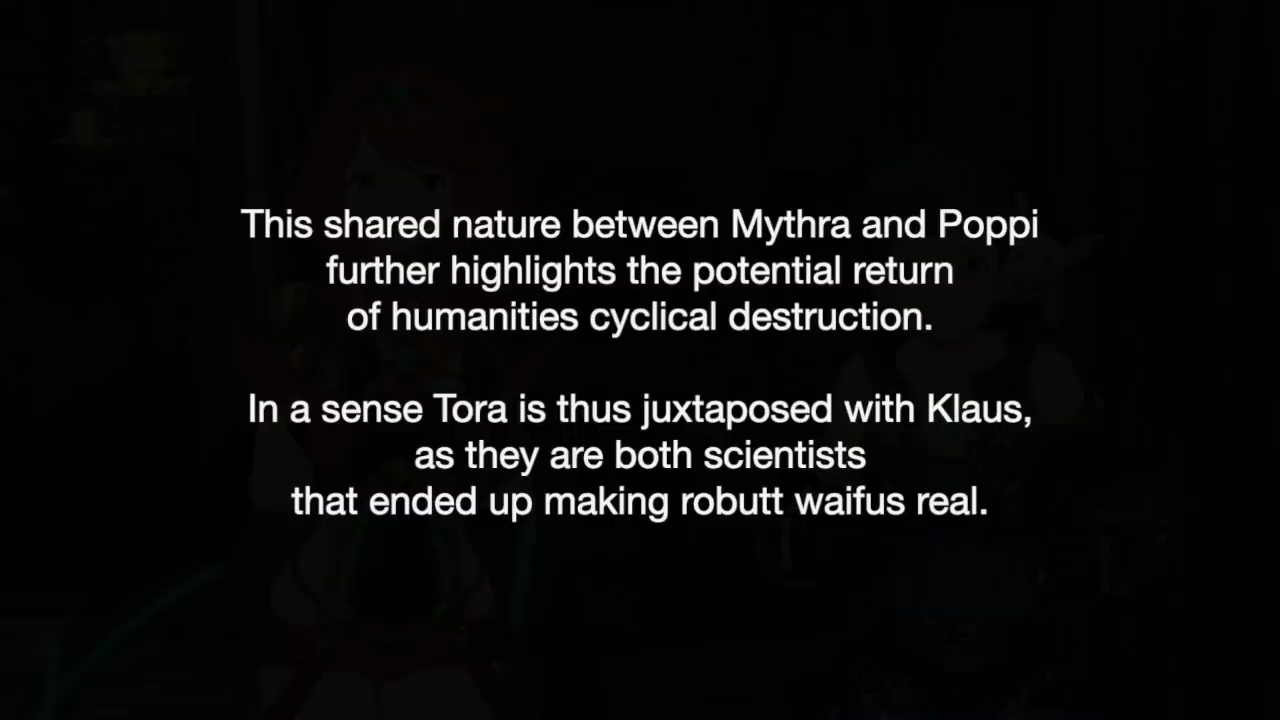 This shared nature between Mythra and Poppi
further highlights the potential return
of humanities cyclical destruction.
In a sense Tora is thus juxtaposed with Klaus,
as they are both scientists
that ended up making robutt waifus real.